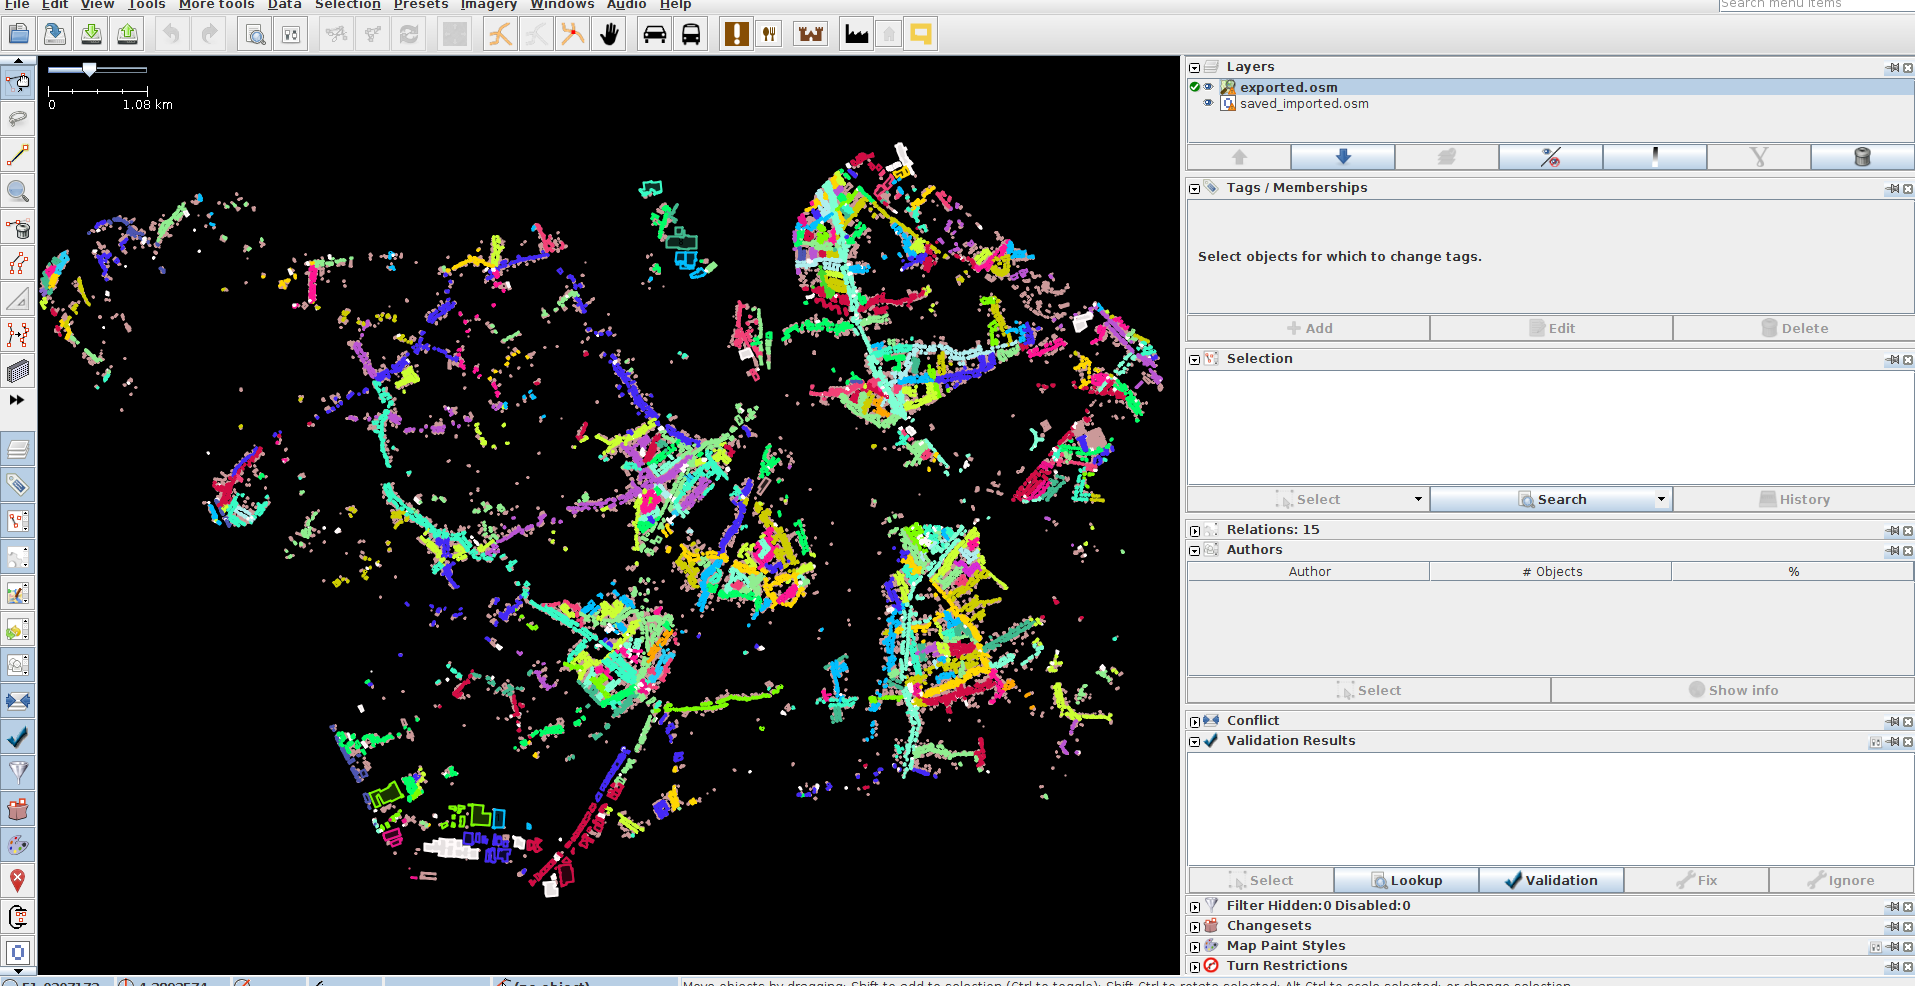 File Edit View Tools More tools Data Selection Presets Imagery Windows Audio Help
Search menu items
0 1.08 km
Layers
exported.osm
saved_imported.osm
Tags / Memberships
Select objects for which to change tags.
Add Edit Delete
Selection
Select Search History
Relations: 15
Authors
Author # Objects %
Select Show info
Conflict
Validation Results
Select Lookup Validation Fix Ignore
Filter Hidden:0 Disabled:0
Changesets
Map Paint Styles
Turn Restrictions
(no object)
Move objects by dragging; Shift to add to selection (Ctrl to toggle); Shift-Ctrl to rotate selected; Alt-Ctrl to scale selected; or change selection